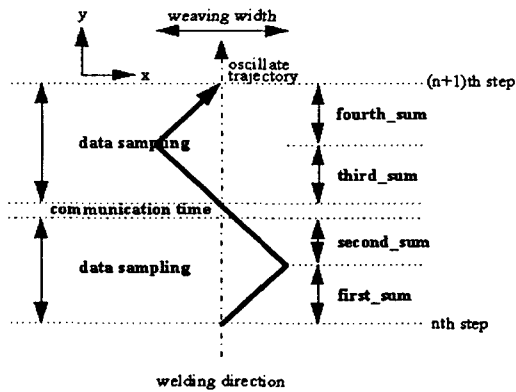 weaving width
y
x
oscillate
trajectory
(n+1)th step
fourth_sum
data sampling
third_sum
communication time
second_sum
data sampling
first_sum
nth step
welding direction